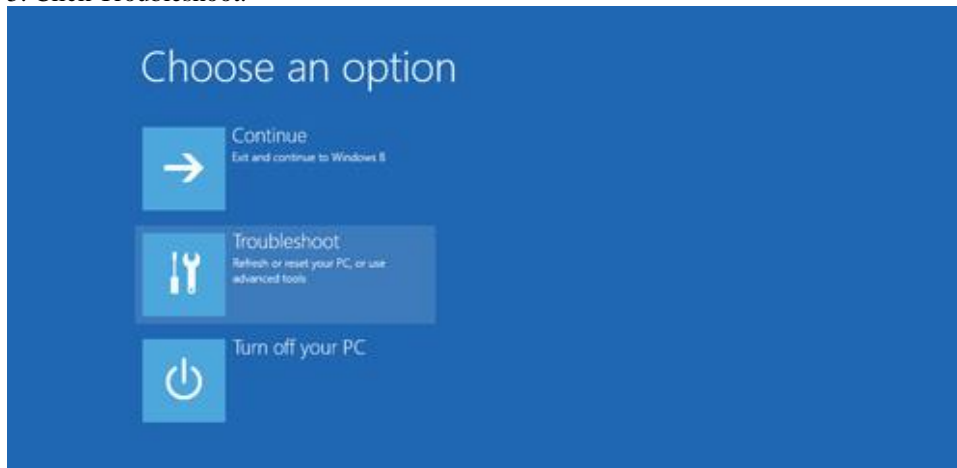 Choose an option
Continue
Exit and continue to Windows 8
Troubleshoot
Refresh or reset your PC, or use
advanced tools
Turn off your PC